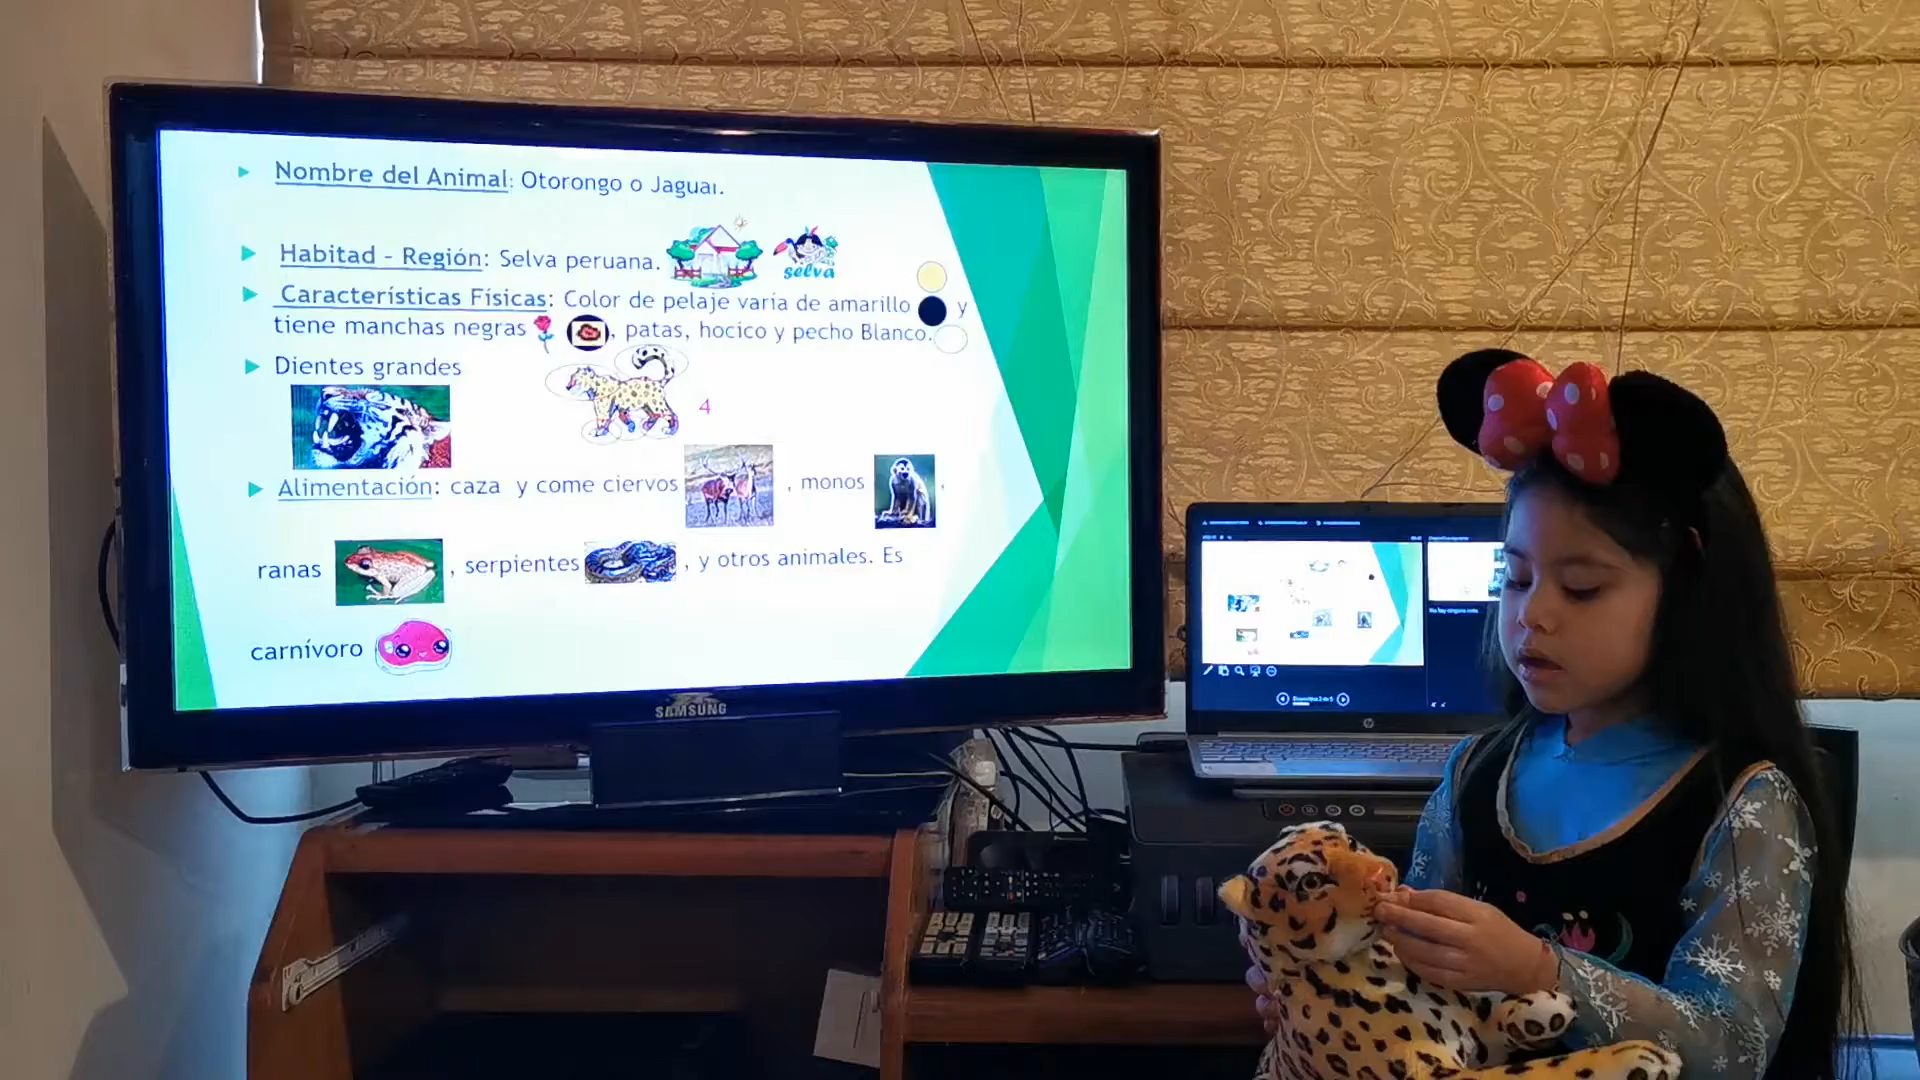 Nombre del Animal: Otorongo o Jaguar.
Habitad - Región: Selva peruana.
selva
Características Físicas: Color de pelaje varía de amarillo y
tiene manchas negras , patas, hocico y pecho Blanco.
Dientes grandes
4
Alimentación: caza y come ciervos , monos ,
ranas , serpientes , y otros animales. Es
carnívoro
SAMSUNG
hp